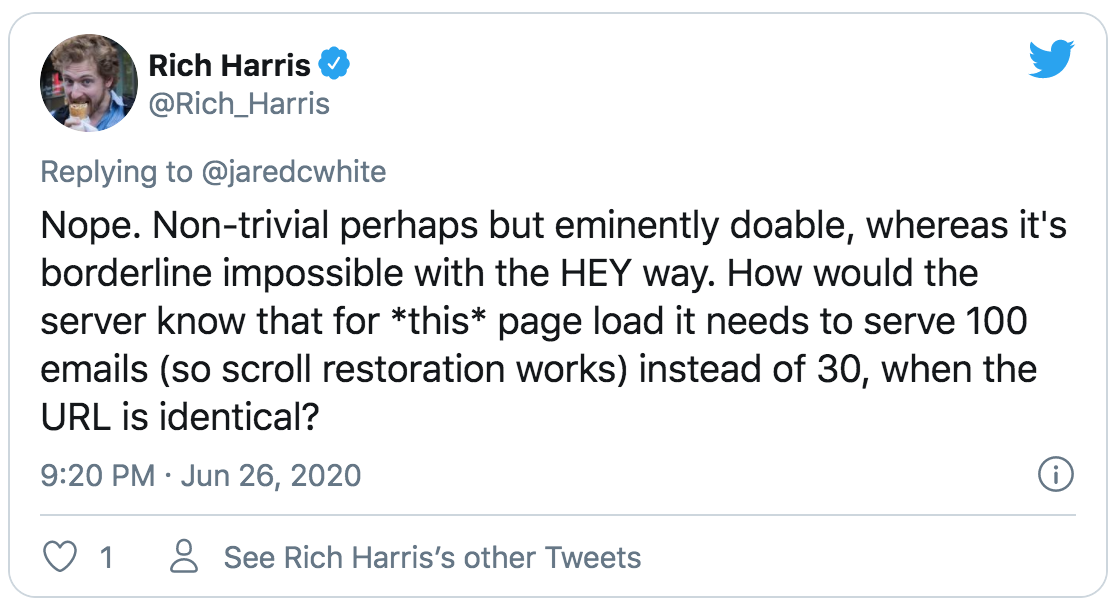 Rich Harris
@Rich_Harris
Replying to @jaredcwhite
Nope. Non-trivial perhaps but eminently doable, whereas it's
borderline impossible with the HEY way. How would the
server know that for *this* page load it needs to serve 100
emails (so scroll restoration works) instead of 30, when the
URL is identical?
9:20 PM · Jun 26, 2020
1 See Rich Harris’s other Tweets